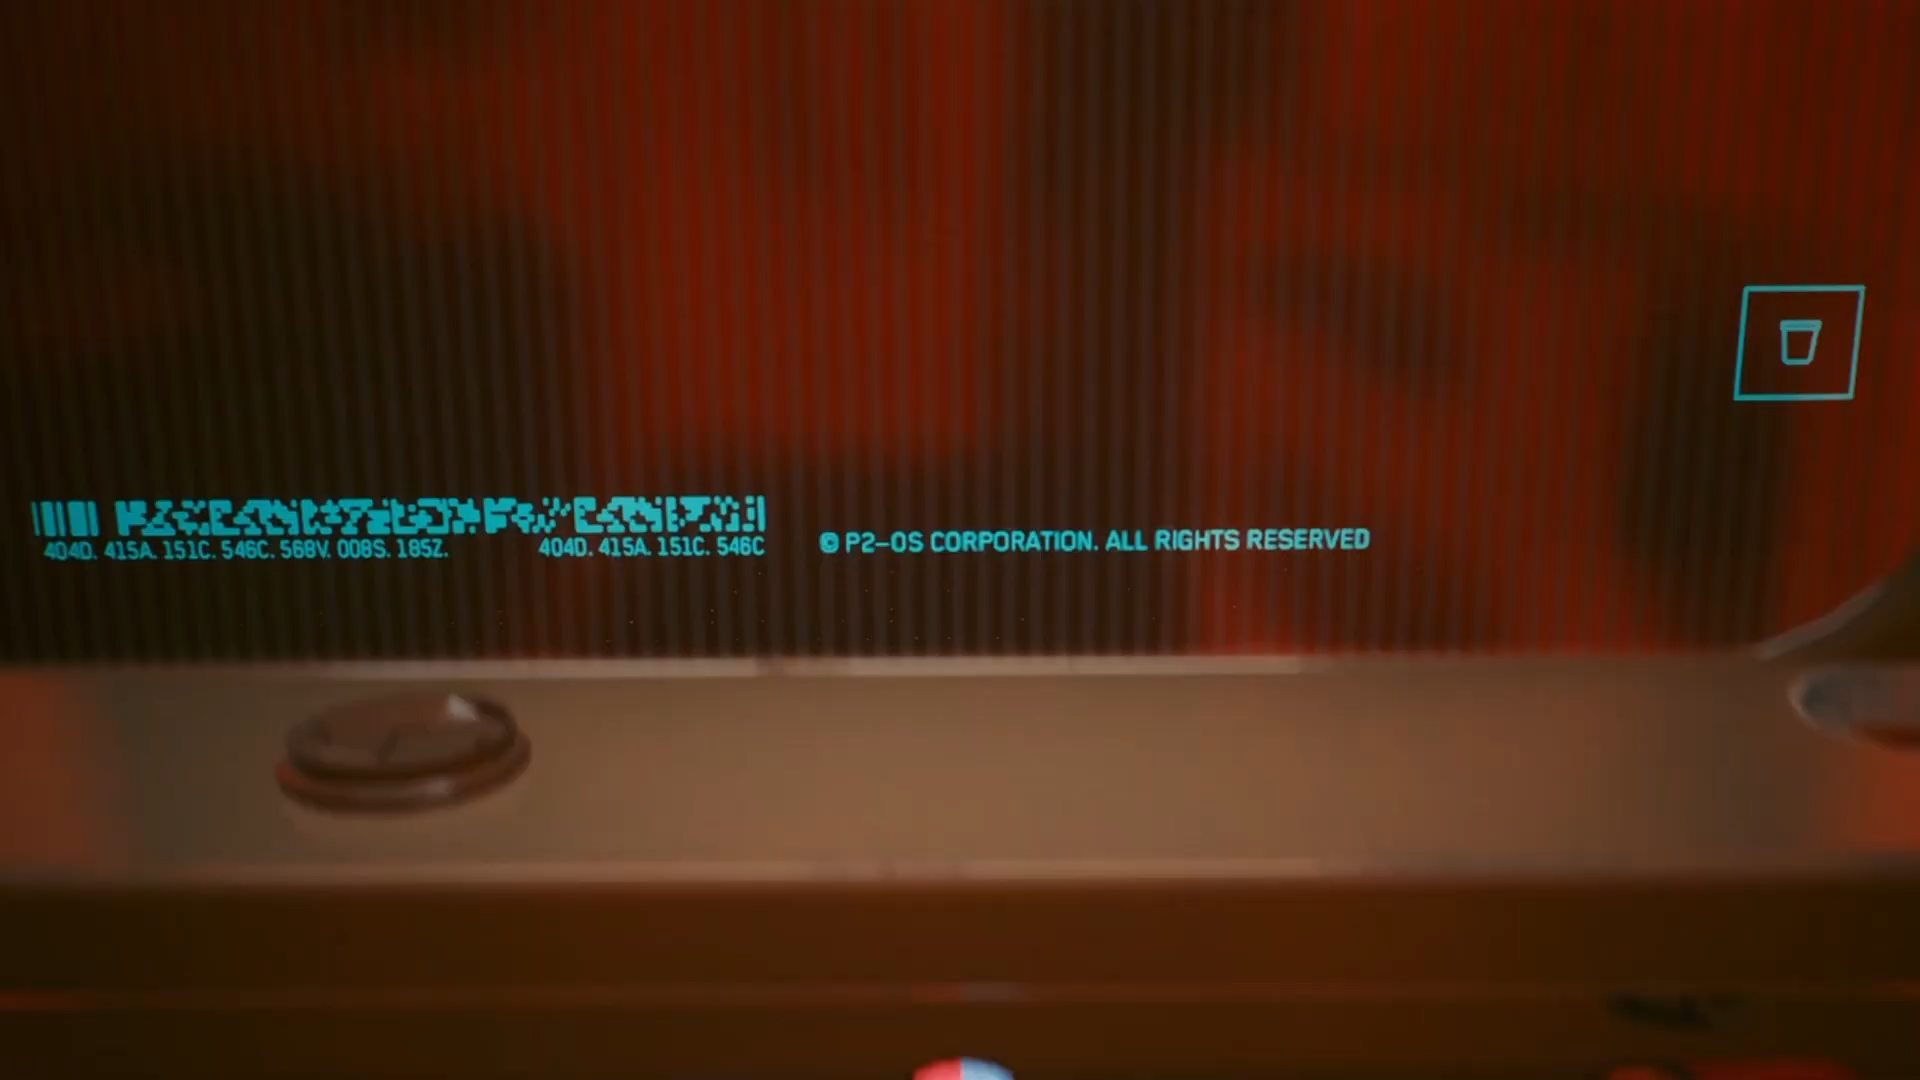 404D. 415A. 151C. 546C. 568V. 008S. 185Z.
404D. 415A. 151C. 546C
© P2-OS CORPORATION. ALL RIGHTS RESERVED